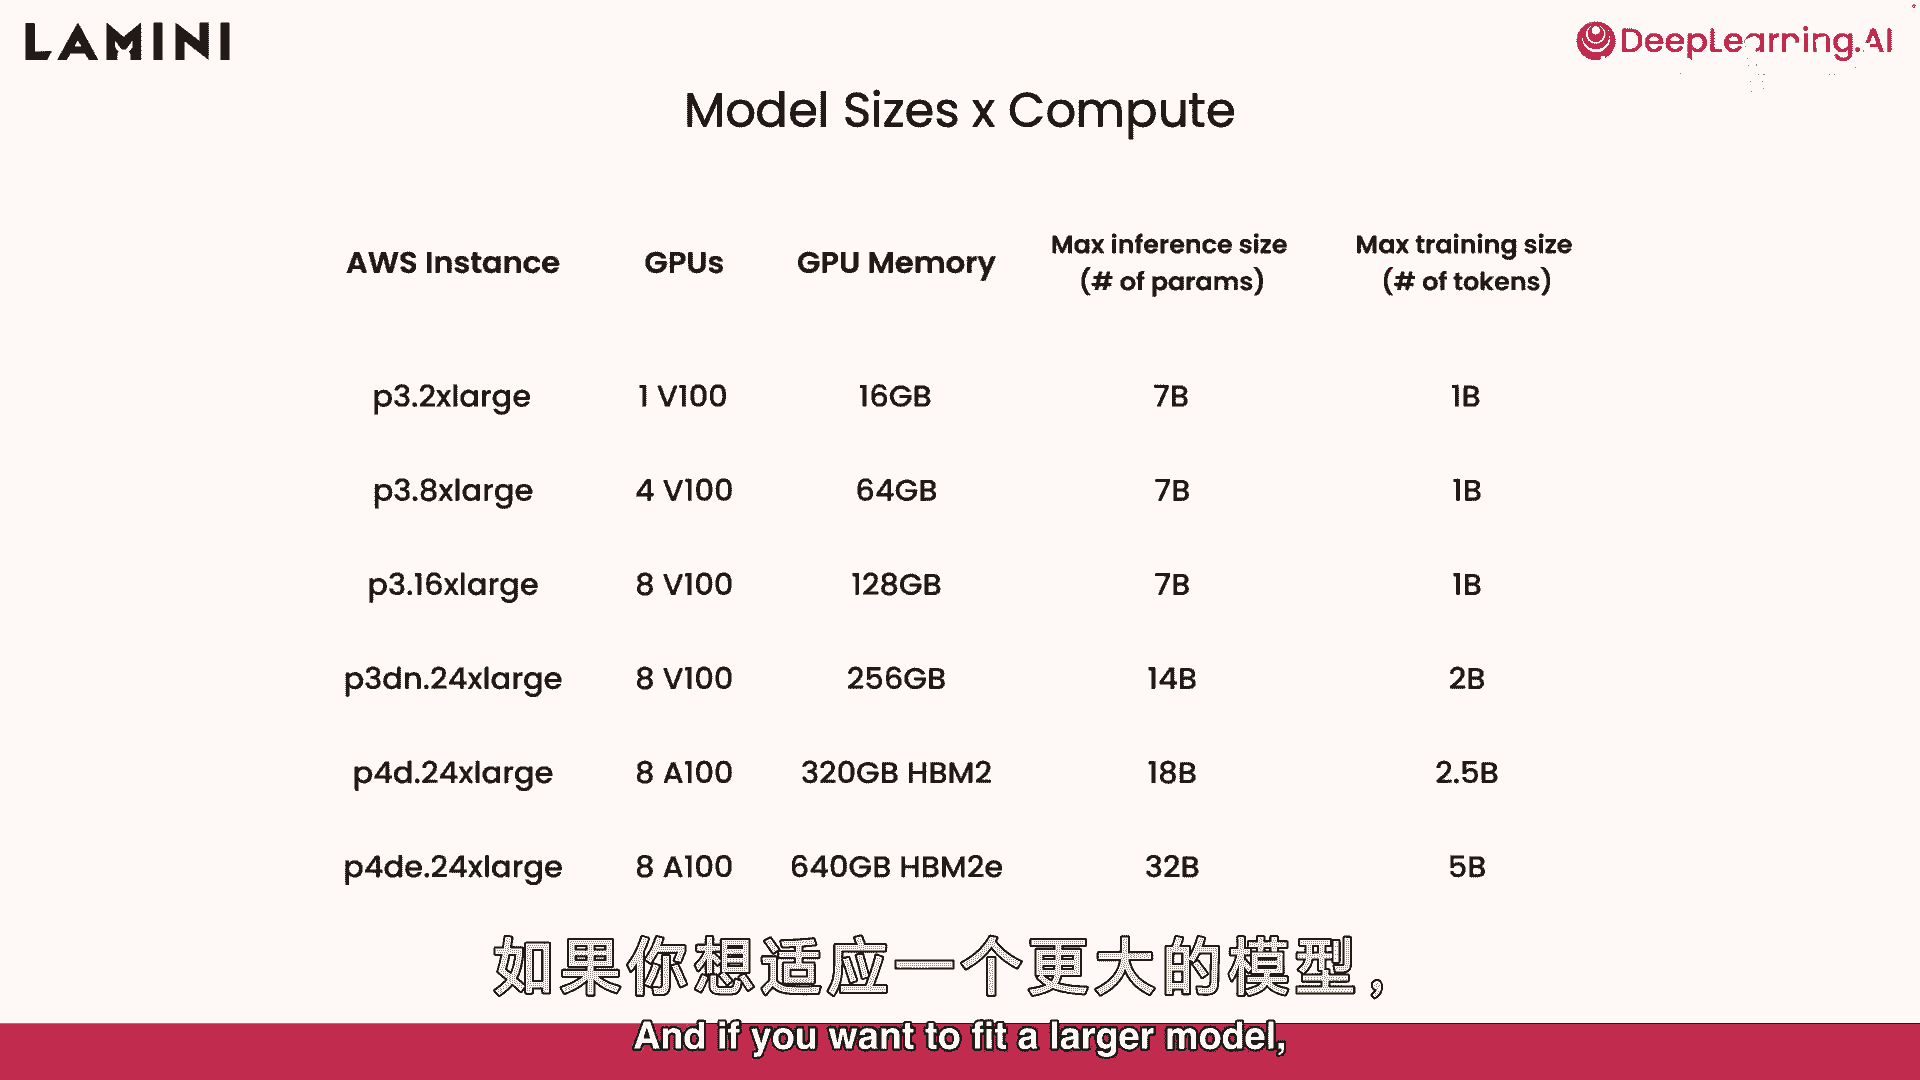 LAMINI
DeepLearning.AI
Model Sizes x Compute
AWS Instance GPUs GPU Memory Max inference size (# of params) Max training size (# of tokens)
p3.2xlarge 1 V100 16GB 7B 1B
p3.8xlarge 4 V100 64GB 7B 1B
p3.16xlarge 8 V100 128GB 7B 1B
p3dn.24xlarge 8 V100 256GB 14B 2B
p4d.24xlarge 8 A100 320GB HBM2 18B 2.5B
p4de.24xlarge 8 A100 640GB HBM2e 32B 5B
如果你想适应一个更大的模型，
And if you want to fit a larger model,